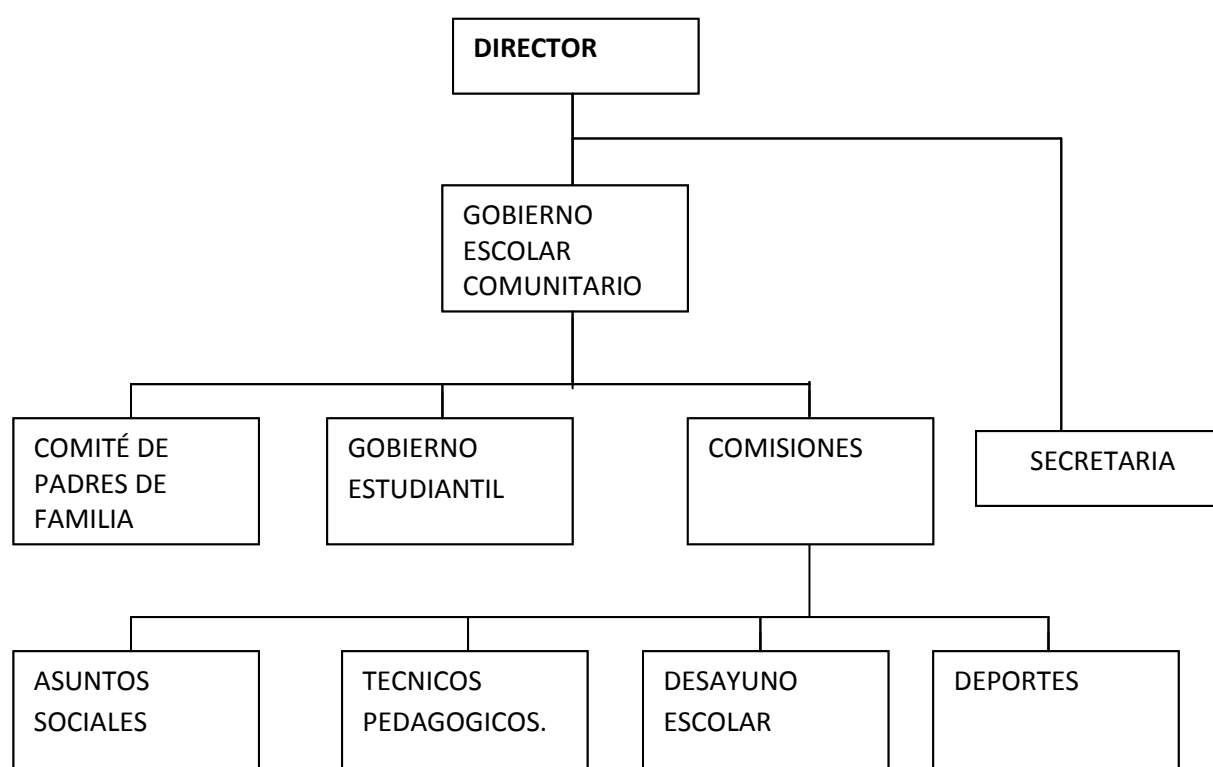 DIRECTOR
GOBIERNO
ESCOLAR
COMUNITARIO
COMITÉ DE
PADRES DE
FAMILIA
GOBIERNO
ESTUDIANTIL
COMISIONES
SECRETARIA
ASUNTOS
SOCIALES
TECNICOS
PEDAGOGICOS.
DESAYUNO
ESCOLAR
DEPORTES